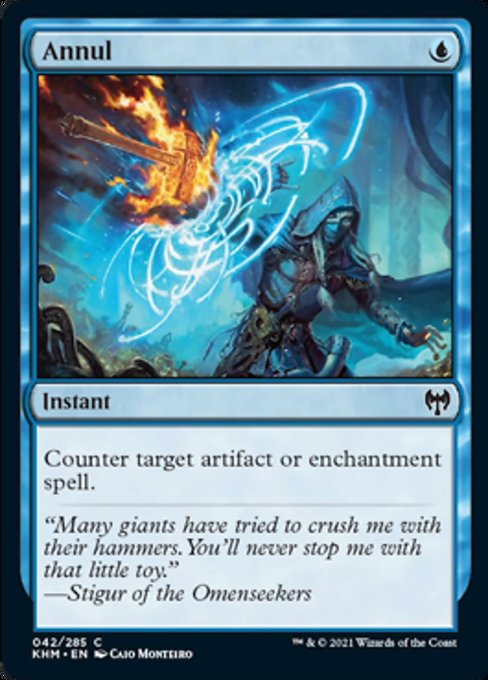 Annul
Instant
Counter target artifact or enchantment
spell.
“Many giants have tried to crush me with
their hammers. You’ll never stop me with
that little toy.”
—Stigur of the Omenseekers
042/285 C
KHM • EN Caio Monteiro
™ & © 2021 Wizards of the Coast